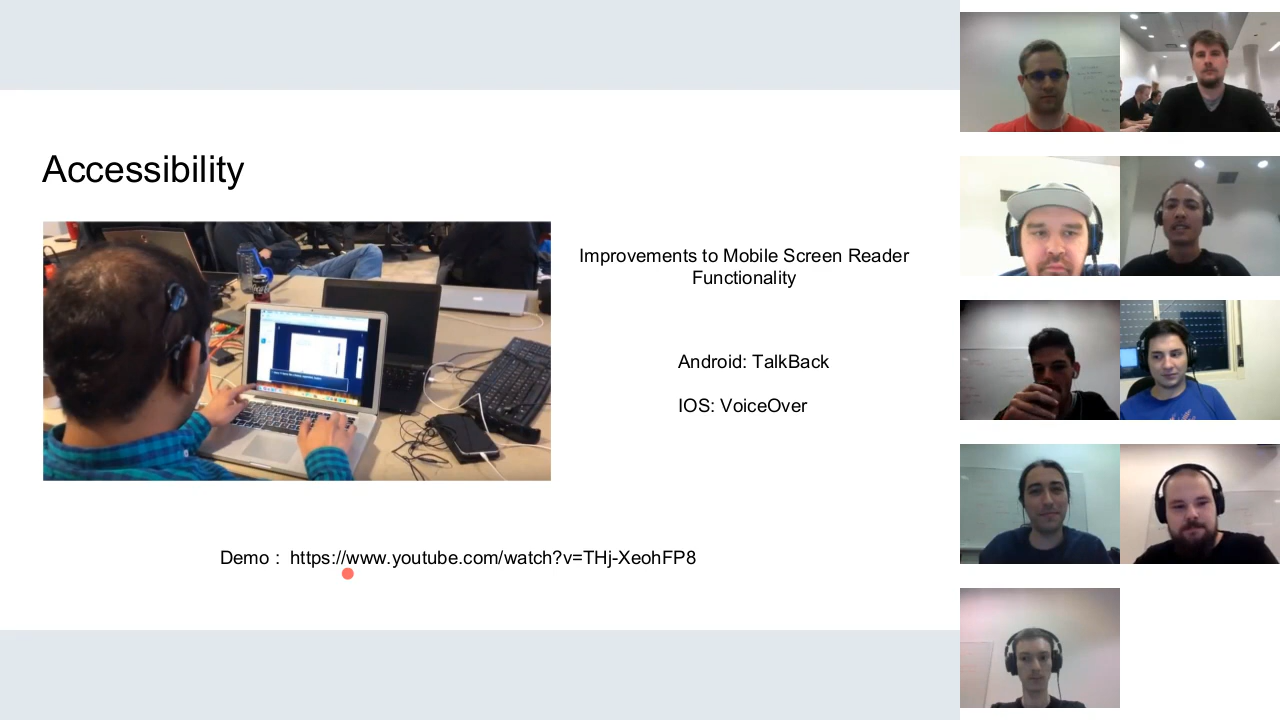 Accessibility
Improvements to Mobile Screen Reader
Functionality
Android: TalkBack
IOS: VoiceOver
Demo : https://www.youtube.com/watch?v=THj-XeohFP8